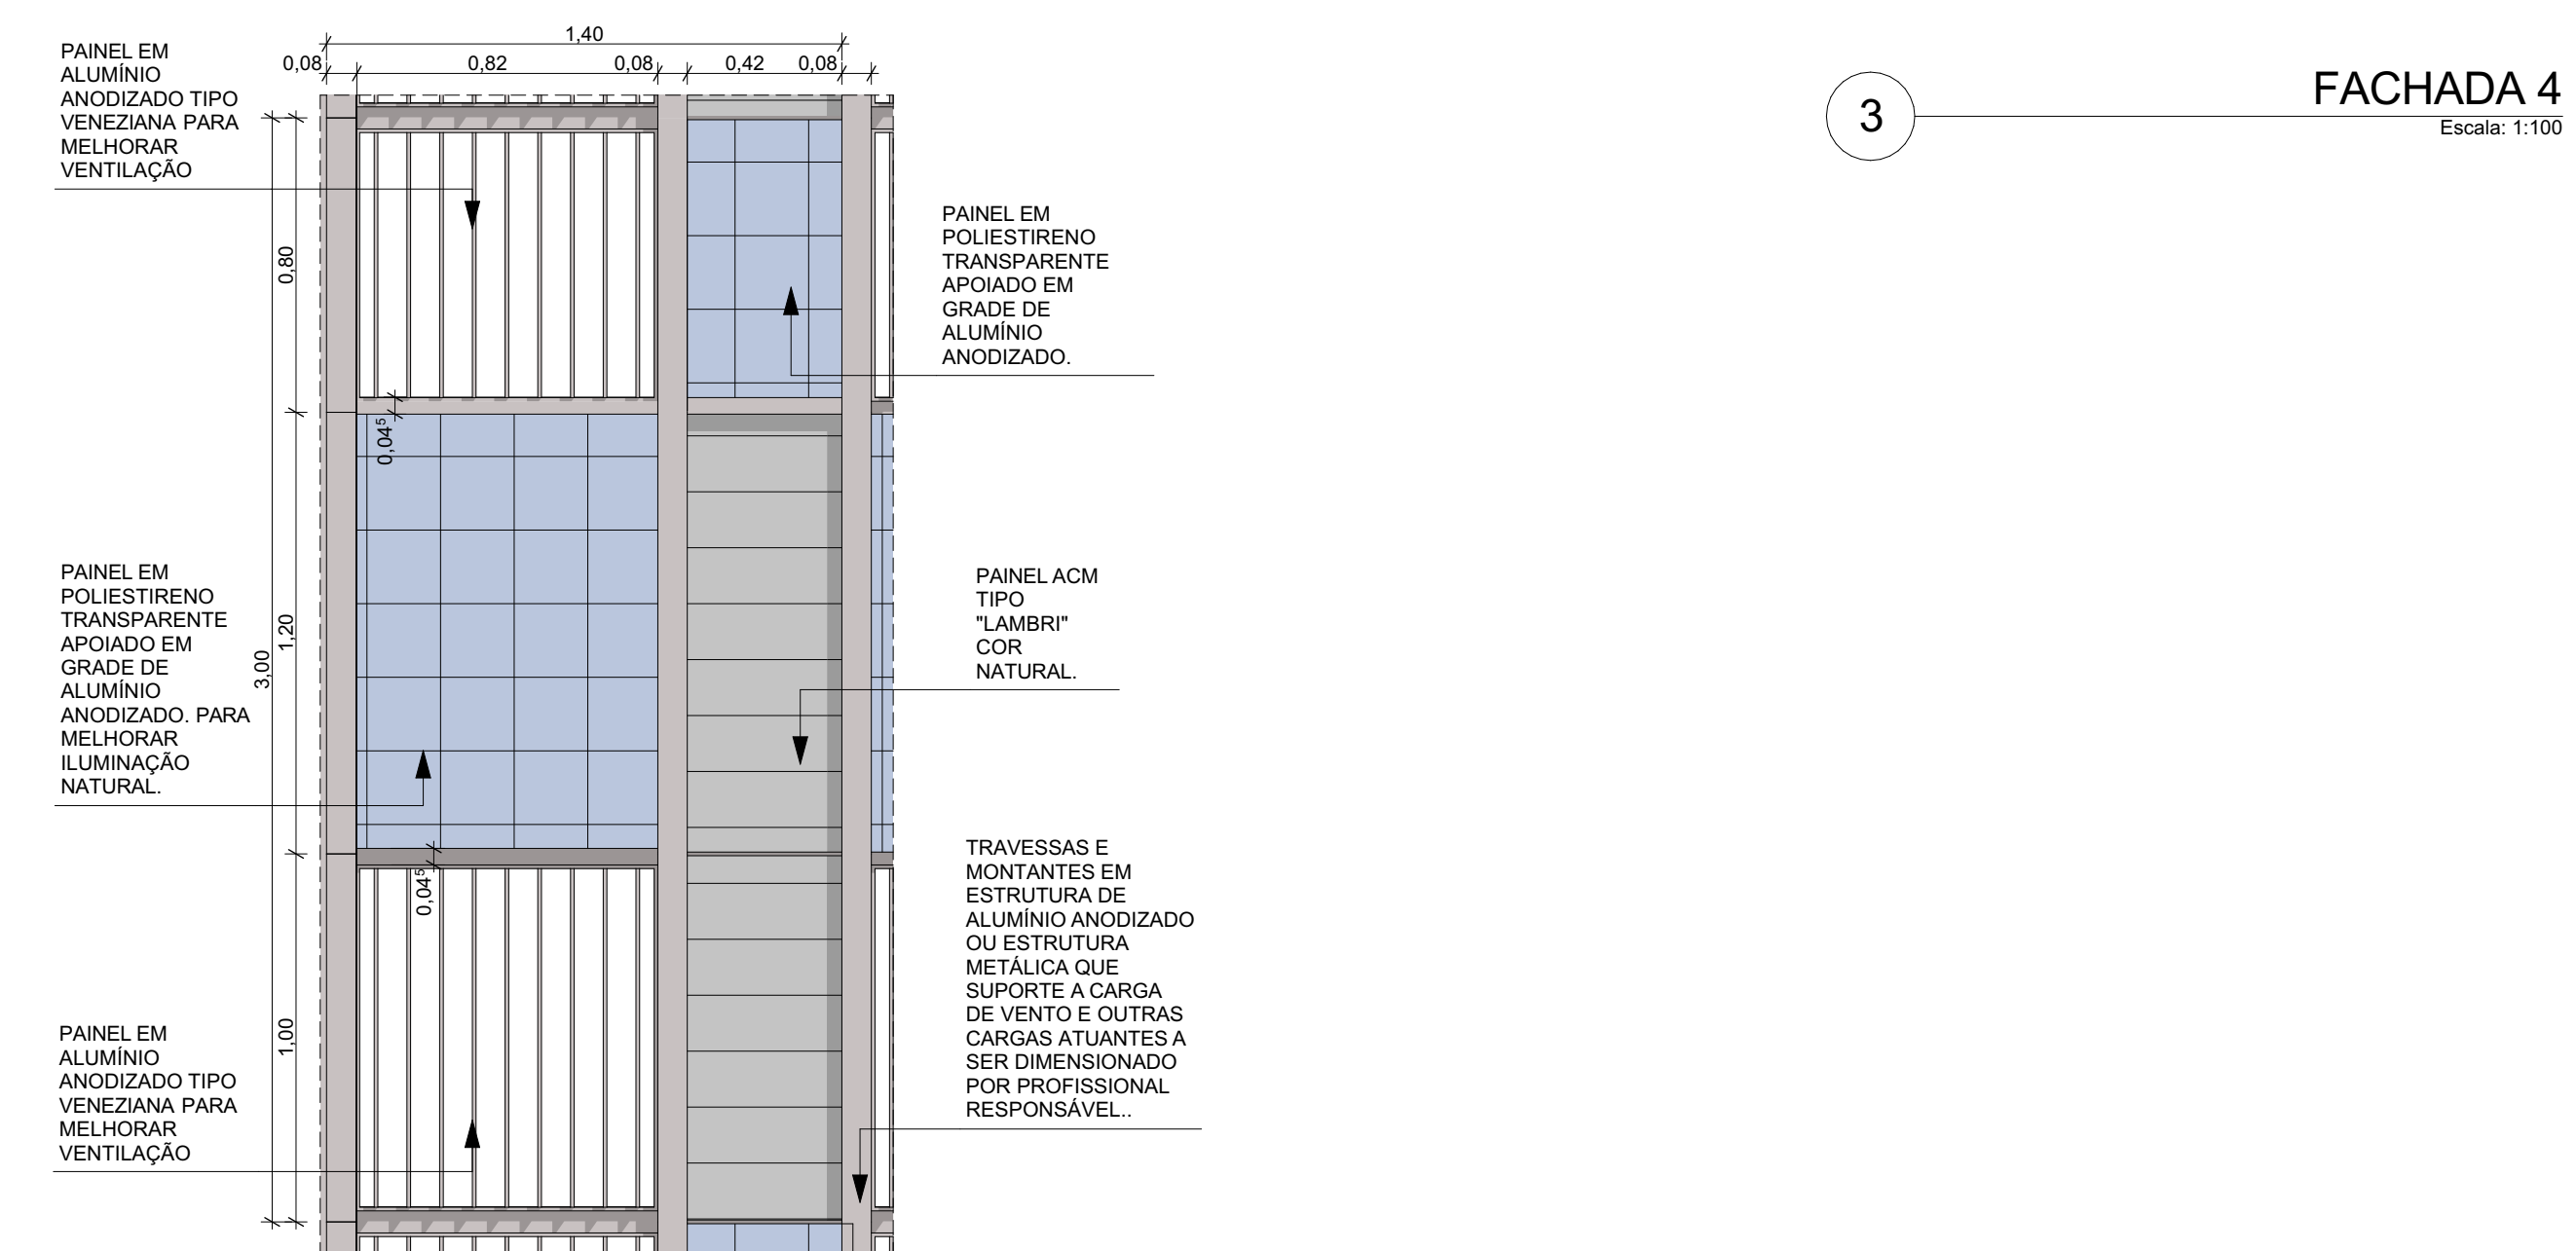 1,40
0,08
0,82
0,08
0,42
0,08
PAINEL EM
ALUMÍNIO
ANODIZADO TIPO
VENEZIANA PARA
MELHORAR
VENTILAÇÃO
3
FACHADA 4
Escala: 1:100
PAINEL EM
POLIESTIRENO
TRANSPARENTE
APOIADO EM
GRADE DE
ALUMÍNIO
ANODIZADO.
0,80
0,04⁵
PAINEL EM
POLIESTIRENO
TRANSPARENTE
APOIADO EM
GRADE DE
ALUMÍNIO
ANODIZADO. PARA
MELHORAR
ILUMINAÇÃO
NATURAL.
3,00
1,20
PAINEL ACM
TIPO
"LAMBRI"
COR
NATURAL.
0,04⁵
TRAVESSAS E
MONTANTES EM
ESTRUTURA DE
ALUMÍNIO ANODIZADO
OU ESTRUTURA
METÁLICA QUE
SUPORTE A CARGA
DE VENTO E OUTRAS
CARGAS ATUANTES A
SER DIMENSIONADO
POR PROFISSIONAL
RESPONSÁVEL..
1,00
PAINEL EM
ALUMÍNIO
ANODIZADO TIPO
VENEZIANA PARA
MELHORAR
VENTILAÇÃO